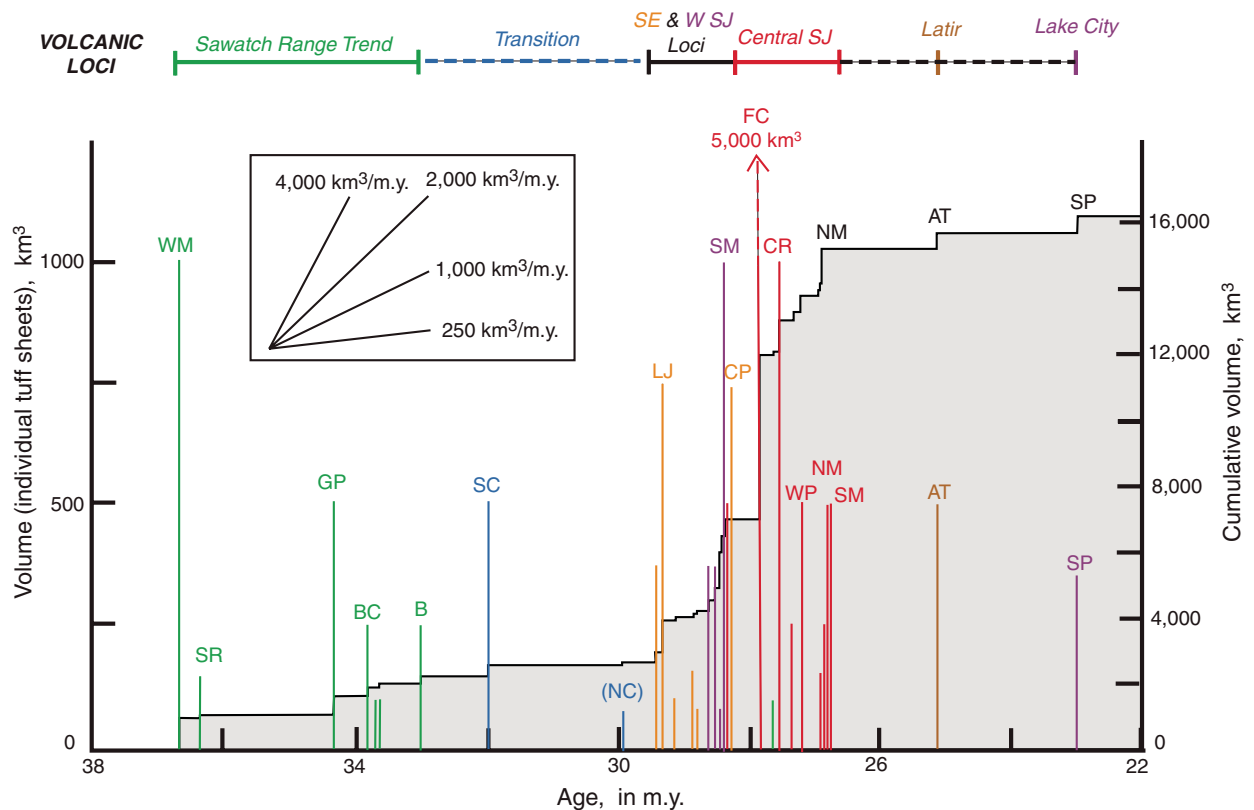 VOLCANIC
LOCI
Sawatch Range Trend
Transition
SE & W SJ
Loci
Central SJ
Latir
Lake City
FC
5,000 km³
4,000 km³/m.y.
2,000 km³/m.y.
1,000 km³/m.y.
250 km³/m.y.
WM
SR
GP
BC
B
SC
(NC)
LJ
SM
CP
CR
NM
AT
SP
WP
NM
SM
AT
SP
1000
500
0
Volume (individual tuff sheets), km³
16,000
12,000
8,000
4,000
0
Cumulative volume, km³
38
34
30
28
26
22
Age, in m.y.